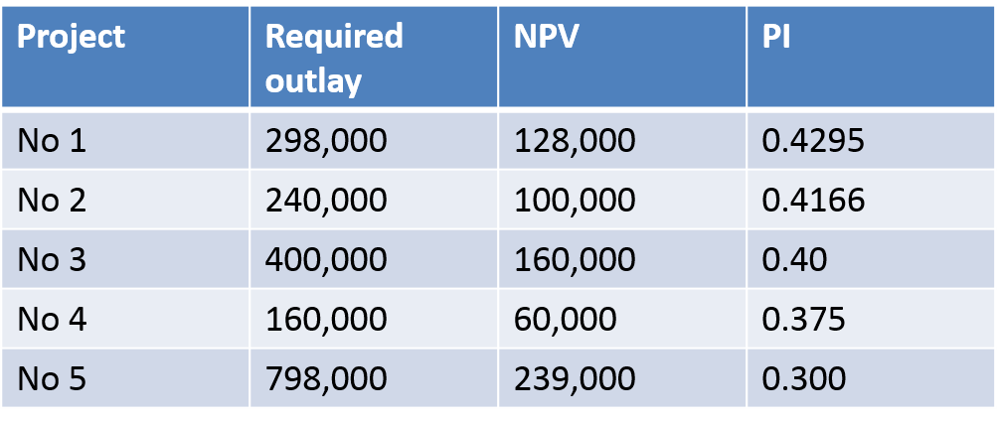 Project Required outlay NPV PI
No 1 298,000 128,000 0.4295
No 2 240,000 100,000 0.4166
No 3 400,000 160,000 0.40
No 4 160,000 60,000 0.375
No 5 798,000 239,000 0.300